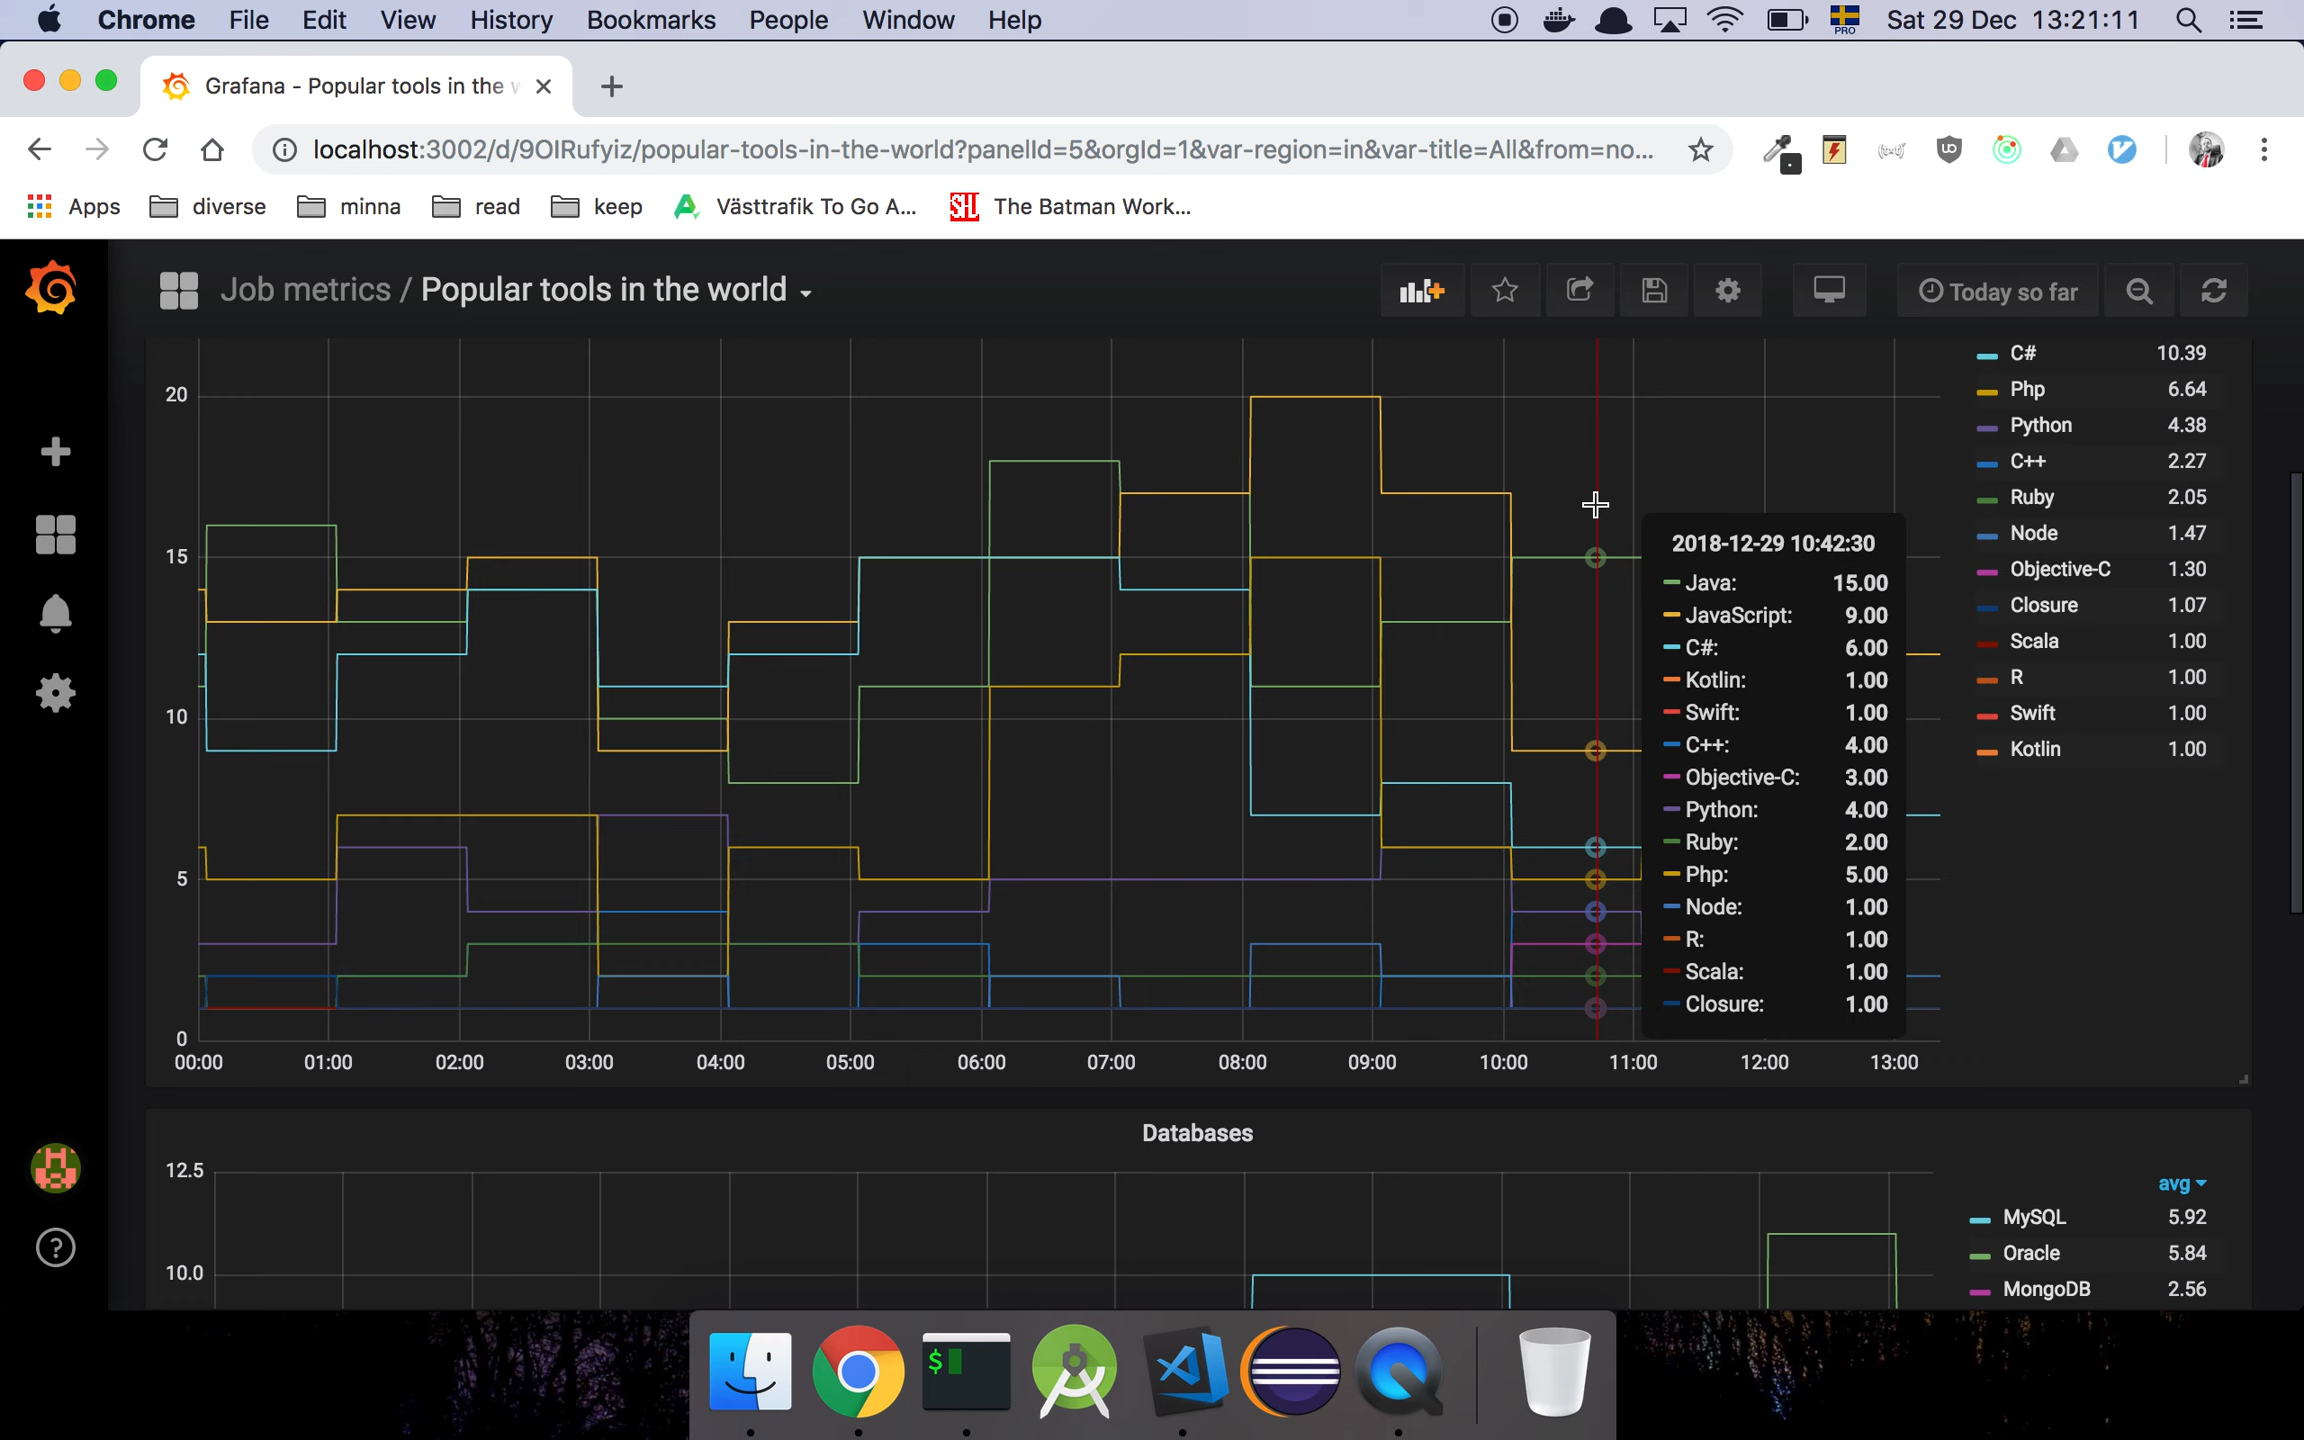 Chrome File Edit View History Bookmarks People Window Help PRO Sat 29 Dec 13:21:11
Grafana - Popular tools in the
localhost:3002/d/9OIRufyiz/popular-tools-in-the-world?panelId=5&orgId=1&var-region=in&var-title=All&from=no...
Apps diverse minna read keep Västtrafik To Go A... SHL The Batman Work...
Job metrics / Popular tools in the world Today so far
C# 10.39
20
Php 6.64
Python 4.38
C++ 2.27
Ruby 2.05
Node 1.47
15
Objective-C 1.30
Closure 1.07
Scala 1.00
R 1.00
10
Swift 1.00
Kotlin 1.00
5
0
2018-12-29 10:42:30
Java: 15.00
JavaScript: 9.00
C#: 6.00
Kotlin: 1.00
Swift: 1.00
C++: 4.00
Objective-C: 3.00
Python: 4.00
Ruby: 2.00
Php: 5.00
Node: 1.00
R: 1.00
Scala: 1.00
Closure: 1.00
00:00 01:00 02:00 03:00 04:00 05:00 06:00 07:00 08:00 09:00 10:00 11:00 12:00 13:00
Databases
12.5
10.0
avg
MySQL 5.92
Oracle 5.84
MongoDB 2.56
$